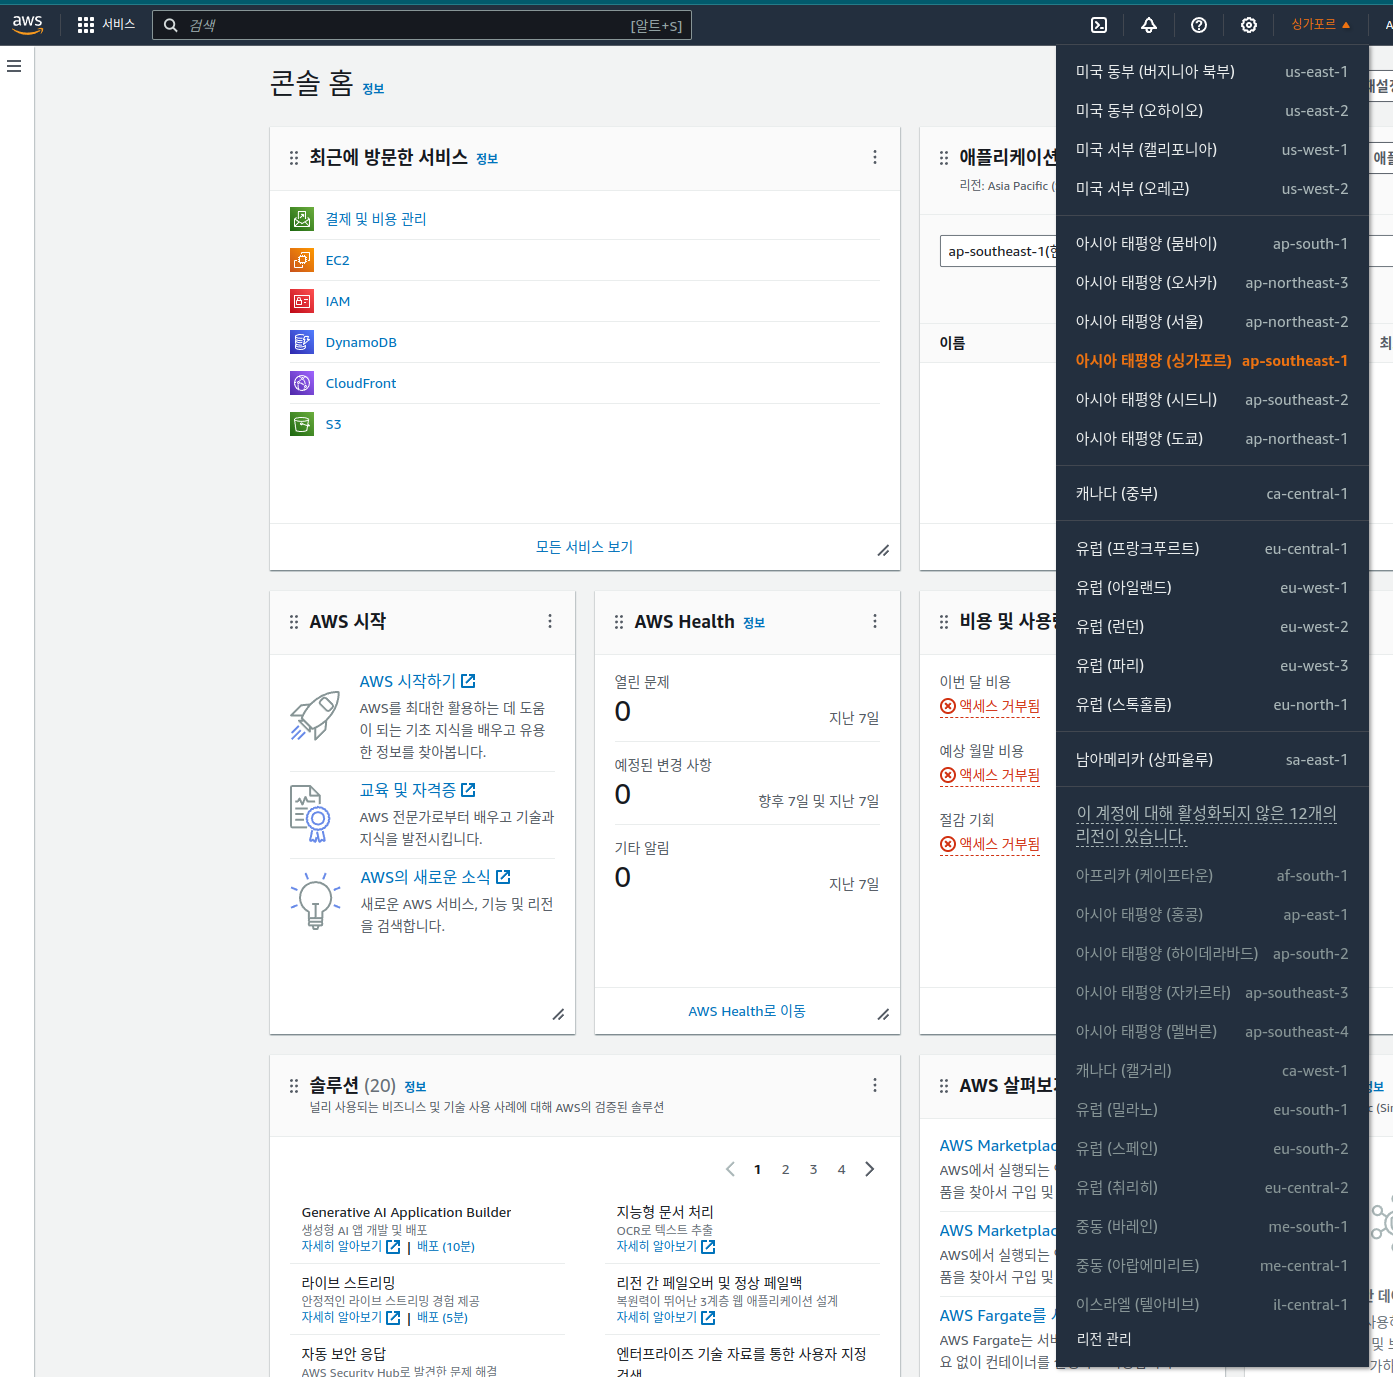 aws
서비스
검색
[알트+S]
싱가포르
콘솔 홈 정보
최근에 방문한 서비스 정보
결제 및 비용 관리
EC2
IAM
DynamoDB
CloudFront
S3
모든 서비스 보기
애플리케이션
리전: Asia Pacific (
ap-southeast-1(
이름
최
AWS 시작
AWS 시작하기
AWS를 최대한 활용하는 데 도움
이 되는 기초 지식을 배우고 유용
한 정보를 찾아봅니다.
교육 및 자격증
AWS 전문가로부터 배우고 기술과
지식을 발전시킵니다.
AWS의 새로운 소식
새로운 AWS 서비스, 기능 및 리전
을 검색합니다.
AWS Health 정보
열린 문제
0
지난 7일
예정된 변경 사항
0
향후 7일 및 지난 7일
기타 알림
0
지난 7일
AWS Health로 이동
비용 및 사용
이번 달 비용
액세스 거부됨
예상 월말 비용
액세스 거부됨
절감 기회
액세스 거부됨
솔루션 (20) 정보
널리 사용되는 비즈니스 및 기술 사용 사례에 대해 AWS의 검증된 솔루션
1 2 3 4
Generative AI Application Builder
생성형 AI 앱 개발 및 배포
자세히 알아보기 | 배포 (10분)
라이브 스트리밍
안정적인 라이브 스트리밍 경험 제공
자세히 알아보기 | 배포 (5분)
자동 보안 응답
AWS Security Hub로 발견한 문제 해결
지능형 문서 처리
OCR로 텍스트 추출
자세히 알아보기
리전 간 페일오버 및 정상 페일백
복원력이 뛰어난 3계층 웹 애플리케이션 설계
자세히 알아보기
엔터프라이즈 기술 자료를 통한 사용자 지정
검색
AWS 살펴보
AWS Marketplac
AWS에서 실행되는
품을 찾아서 구입 및
AWS Marketplac
AWS에서 실행되는
품을 찾아서 구입 및
AWS Fargate를
AWS Fargate는 서버
요 없이 컨테이너를
미국 동부 (버지니아 북부) us-east-1
미국 동부 (오하이오) us-east-2
미국 서부 (캘리포니아) us-west-1
미국 서부 (오레곤) us-west-2
아시아 태평양 (뭄바이) ap-south-1
아시아 태평양 (오사카) ap-northeast-3
아시아 태평양 (서울) ap-northeast-2
아시아 태평양 (싱가포르) ap-southeast-1
아시아 태평양 (시드니) ap-southeast-2
아시아 태평양 (도쿄) ap-northeast-1
캐나다 (중부) ca-central-1
유럽 (프랑크푸르트) eu-central-1
유럽 (아일랜드) eu-west-1
유럽 (런던) eu-west-2
유럽 (파리) eu-west-3
유럽 (스톡홀름) eu-north-1
남아메리카 (상파울루) sa-east-1
이 계정에 대해 활성화되지 않은 12개의
리전이 있습니다.
아프리카 (케이프타운) af-south-1
아시아 태평양 (홍콩) ap-east-1
아시아 태평양 (하이데라바드) ap-south-2
아시아 태평양 (자카르타) ap-southeast-3
아시아 태평양 (멜버른) ap-southeast-4
캐나다 (캘거리) ca-west-1
유럽 (밀라노) eu-south-1
유럽 (스페인) eu-south-2
유럽 (취리히) eu-central-2
중동 (바레인) me-south-1
중동 (아랍에미리트) me-central-1
이스라엘 (텔아비브) il-central-1
리전 관리